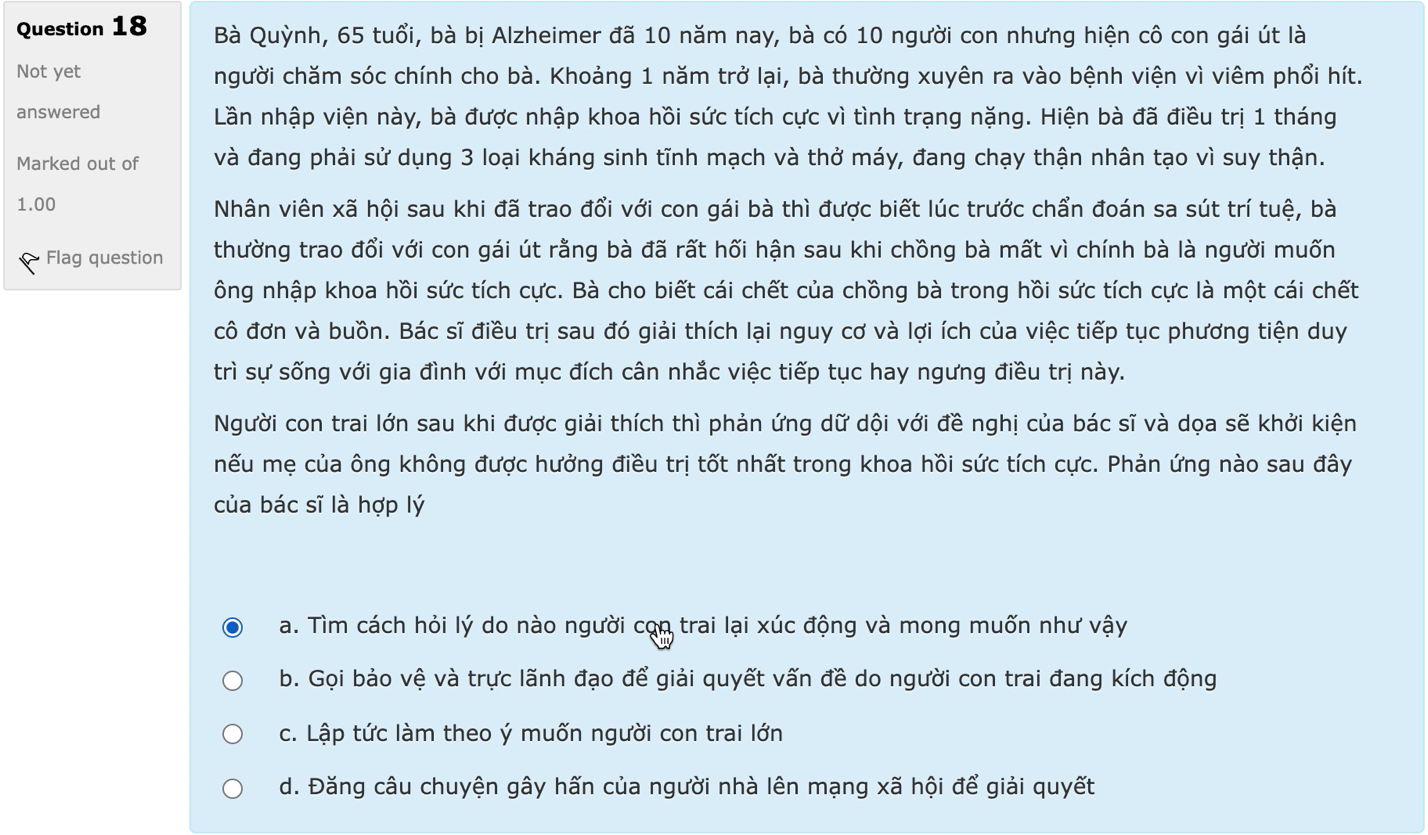 Question 18
Not yet
answered
Marked out of
1.00
Flag question
Bà Quỳnh, 65 tuổi, bà bị Alzheimer đã 10 năm nay, bà có 10 người con nhưng hiện cô con gái út là
người chăm sóc chính cho bà. Khoảng 1 năm trở lại, bà thường xuyên ra vào bệnh viện vì viêm phổi hít.
Lần nhập viện này, bà được nhập khoa hồi sức tích cực vì tình trạng nặng. Hiện bà đã điều trị 1 tháng
và đang phải sử dụng 3 loại kháng sinh tĩnh mạch và thở máy, đang chạy thận nhân tạo vì suy thận.
Nhân viên xã hội sau khi đã trao đổi với con gái bà thì được biết lúc trước chẩn đoán sa sút trí tuệ, bà
thường trao đổi với con gái út rằng bà đã rất hối hận sau khi chồng bà mất vì chính bà là người muốn
ông nhập khoa hồi sức tích cực. Bà cho biết cái chết của chồng bà trong hồi sức tích cực là một cái chết
cô đơn và buồn. Bác sĩ điều trị sau đó giải thích lại nguy cơ và lợi ích của việc tiếp tục phương tiện duy
trì sự sống với gia đình với mục đích cân nhắc việc tiếp tục hay ngưng điều trị này.
Người con trai lớn sau khi được giải thích thì phản ứng dữ dội với đề nghị của bác sĩ và dọa sẽ khởi kiện
nếu mẹ của ông không được hưởng điều trị tốt nhất trong khoa hồi sức tích cực. Phản ứng nào sau đây
của bác sĩ là hợp lý
a. Tìm cách hỏi lý do nào người con trai lại xúc động và mong muốn như vậy
b. Gọi bảo vệ và trực lãnh đạo để giải quyết vấn đề do người con trai đang kích động
c. Lập tức làm theo ý muốn người con trai lớn
d. Đăng câu chuyện gây hấn của người nhà lên mạng xã hội để giải quyết